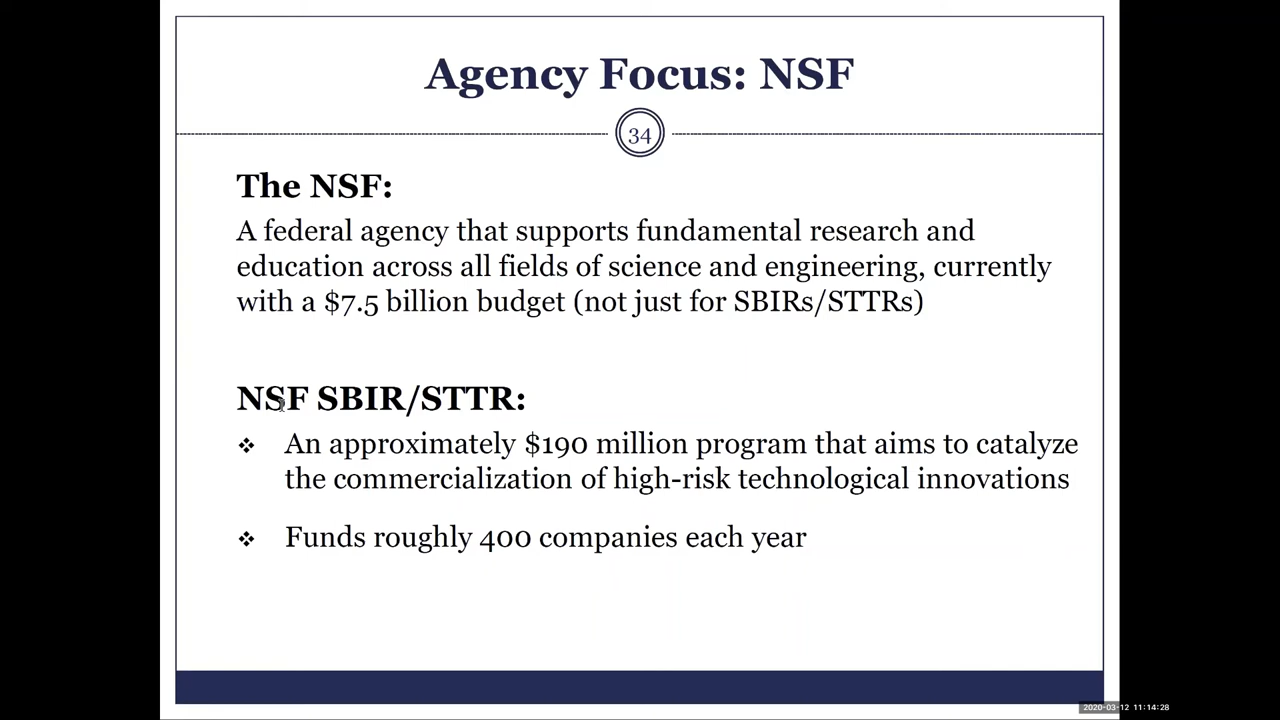 Agency Focus: NSF
34
The NSF:
A federal agency that supports fundamental research and
education across all fields of science and engineering, currently
with a $7.5 billion budget (not just for SBIRs/STTRs)
NSF SBIR/STTR:
❖ An approximately $190 million program that aims to catalyze
the commercialization of high-risk technological innovations
❖ Funds roughly 400 companies each year
2020-03-12 11:14:28